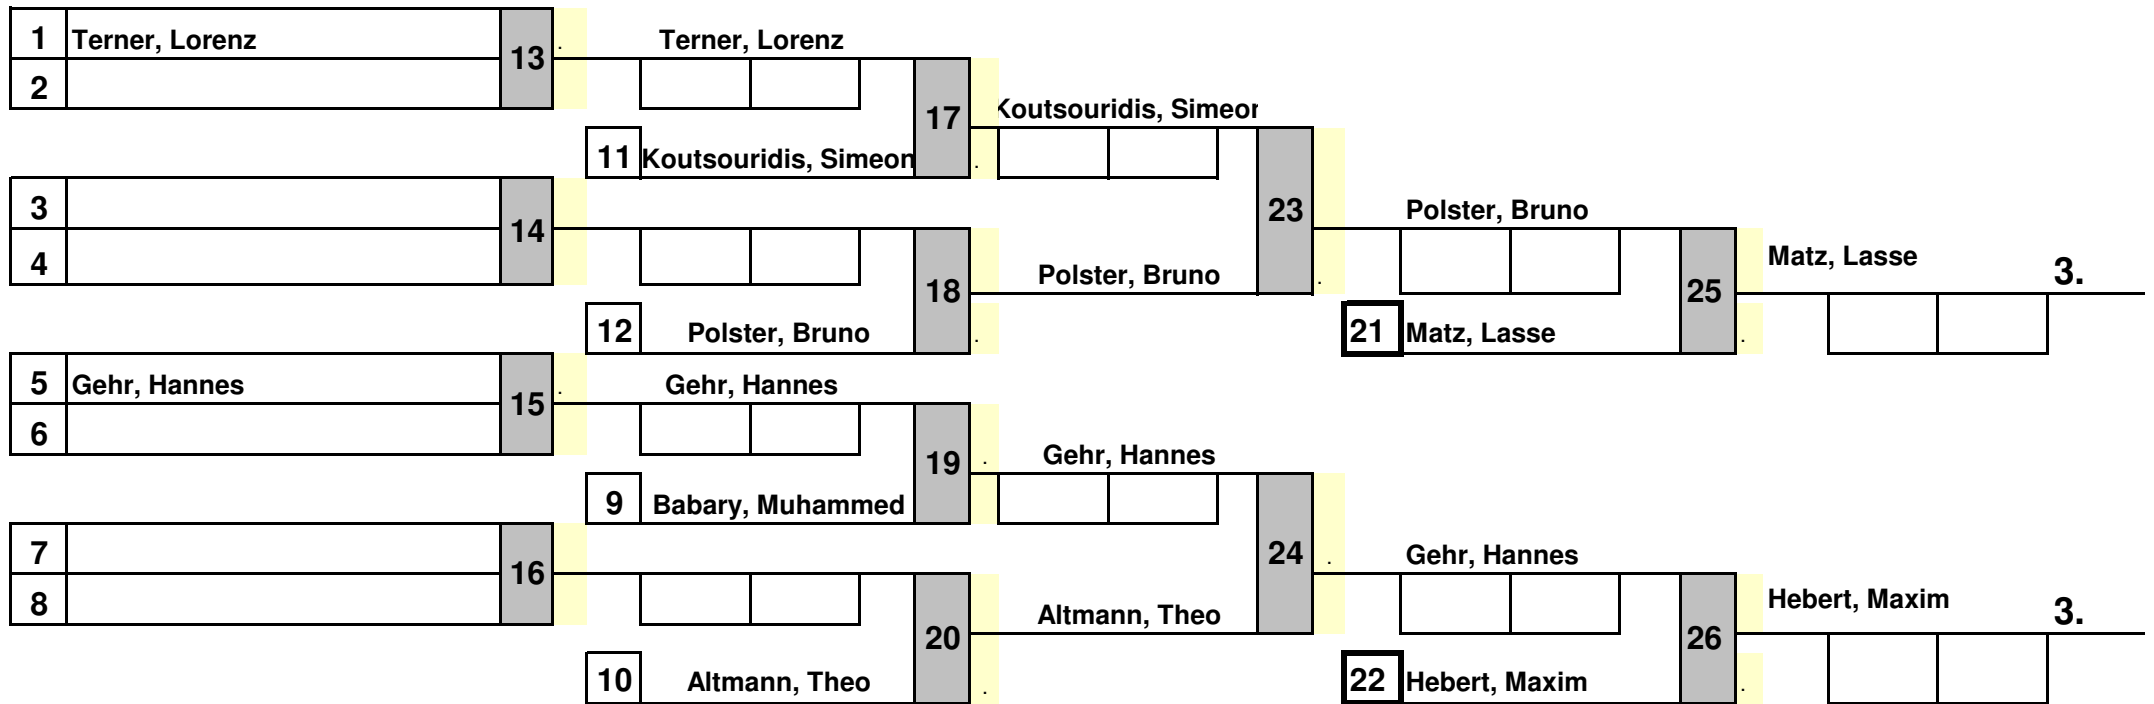 1 Terner, Lorenz
13 . Terner, Lorenz
2
17 Koutsouridis, Simeon
11 Koutsouridis, Simeon .
3
14
23 Polster, Bruno
4
18 Polster, Bruno .
Matz, Lasse 3.
25
12 Polster, Bruno .
21 Matz, Lasse .
5 Gehr, Hannes
15 . Gehr, Hannes
6
19 . Gehr, Hannes
9 Babary, Muhammed
7
16
24 . Gehr, Hannes
8
20 Altmann, Theo
Hebert, Maxim 3.
26
10 Altmann, Theo .
22 Hebert, Maxim .